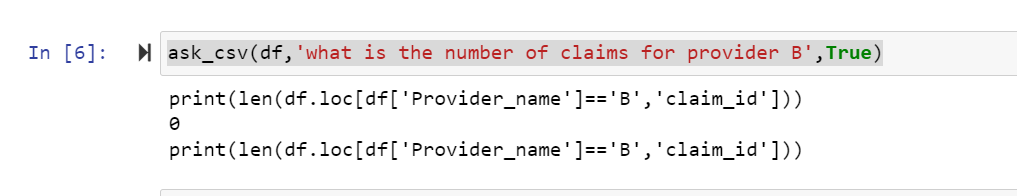 In [6]: ask_csv(df,'what is the number of claims for provider B',True)
print(len(df.loc[df['Provider_name']=='B','claim_id']))
0
print(len(df.loc[df['Provider_name']=='B','claim_id']))